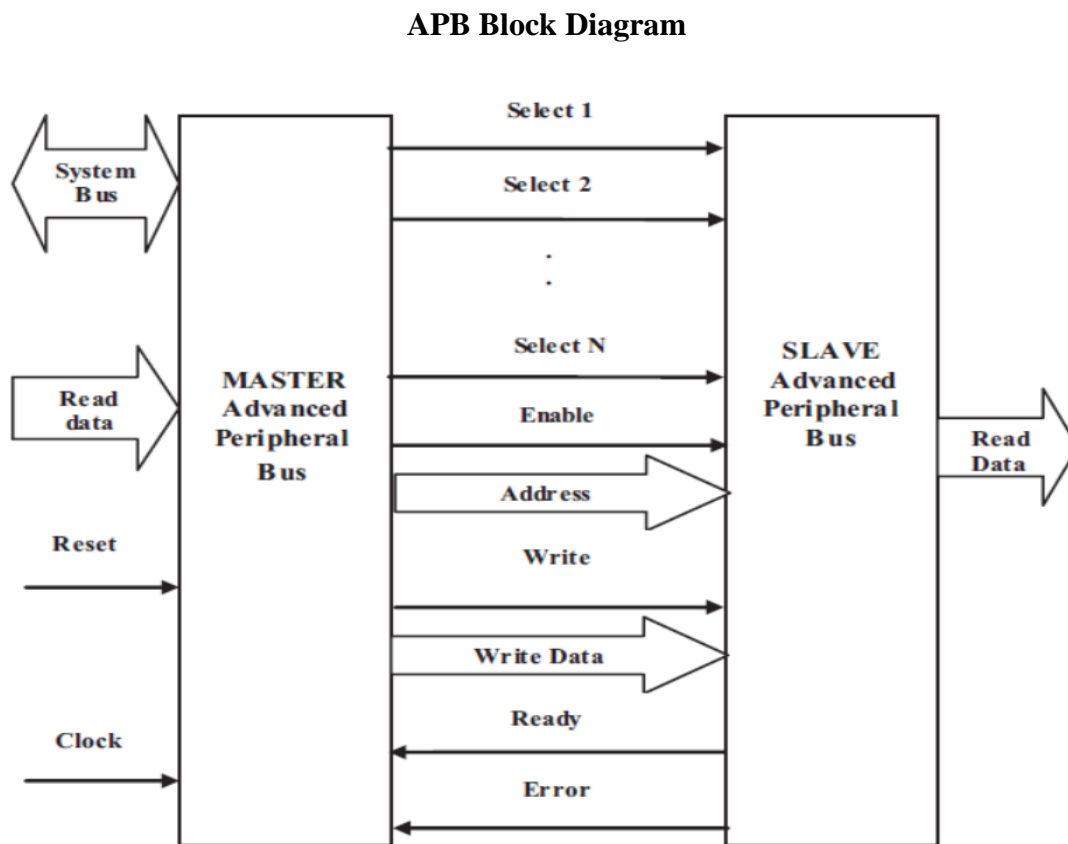 APB Block Diagram
System
Bus
Read
data
Reset
Clock
MASTER
Advanced
Peripheral
Bus
Select 1
Select 2
Select N
Enable
Address
Write
Write Data
Ready
Error
SLAVE
Advanced
Peripheral
Bus
Read
Data